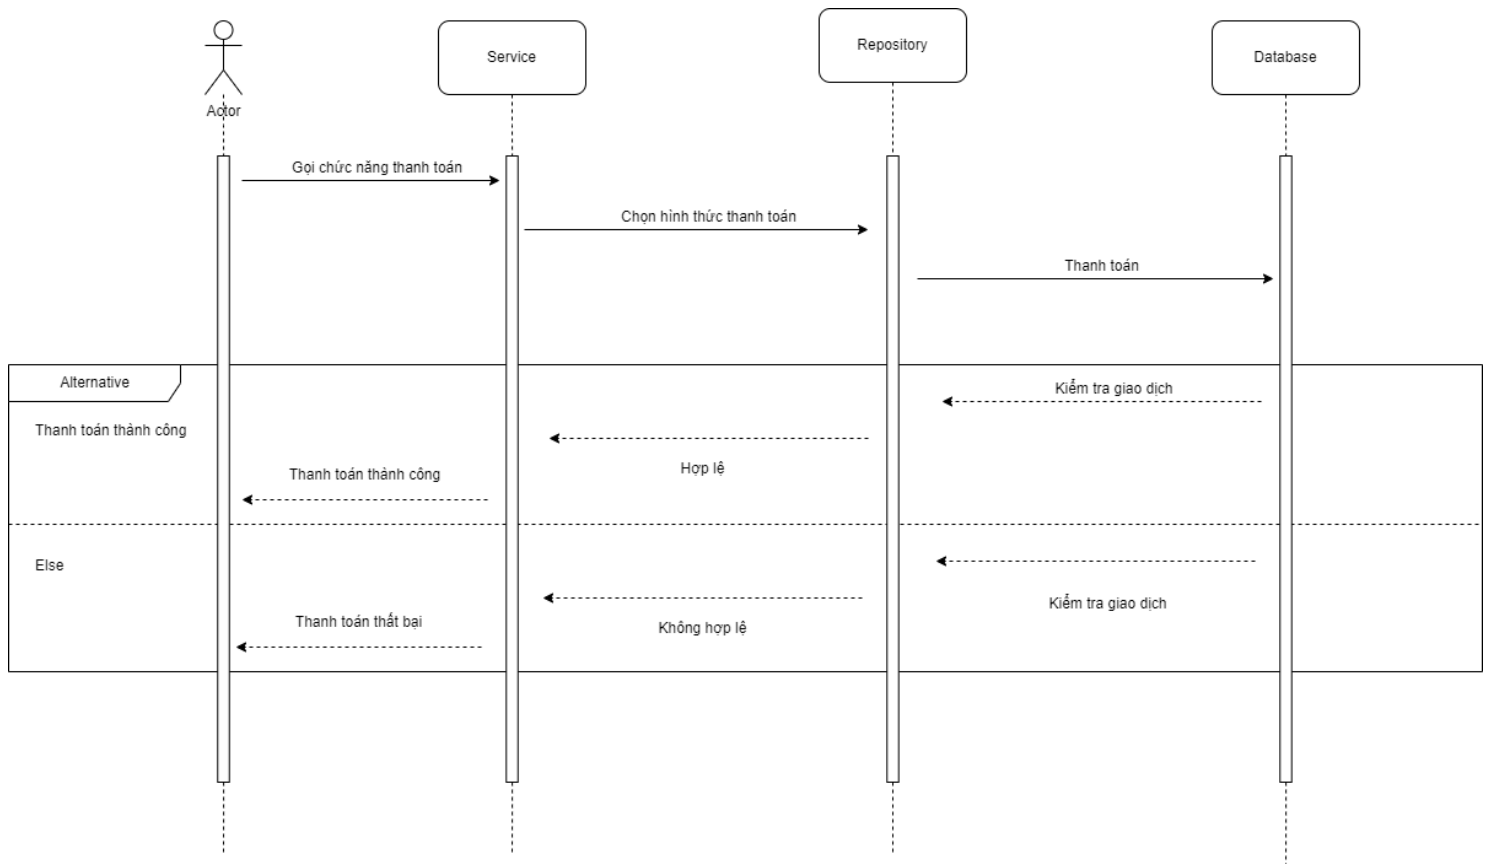 Actor
Service
Repository
Database
Gọi chức năng thanh toán
Chọn hình thức thanh toán
Thanh toán
Alternative
Kiểm tra giao dịch
Thanh toán thành công
Hợp lệ
Thanh toán thành công
Else
Kiểm tra giao dịch
Không hợp lệ
Thanh toán thất bại